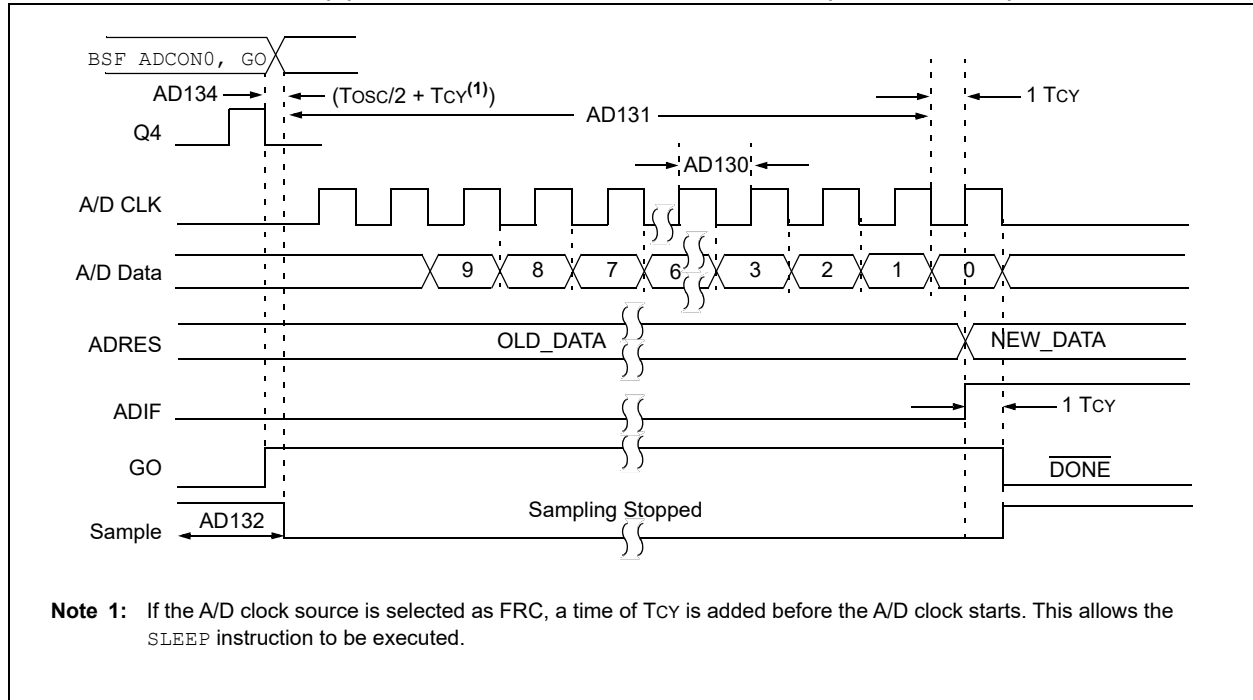 BSF ADCON0, GO
AD134
(TOSC/2 + TCY(1))
1 TCY
AD131
Q4
AD130
A/D CLK
A/D Data
9 8 7 6 3 2 1 0
ADRES
OLD_DATA
NEW_DATA
ADIF
1 TCY
GO
DONE
Sample
AD132
Sampling Stopped
Note 1: If the A/D clock source is selected as FRC, a time of TCY is added before the A/D clock starts. This allows the
SLEEP instruction to be executed.